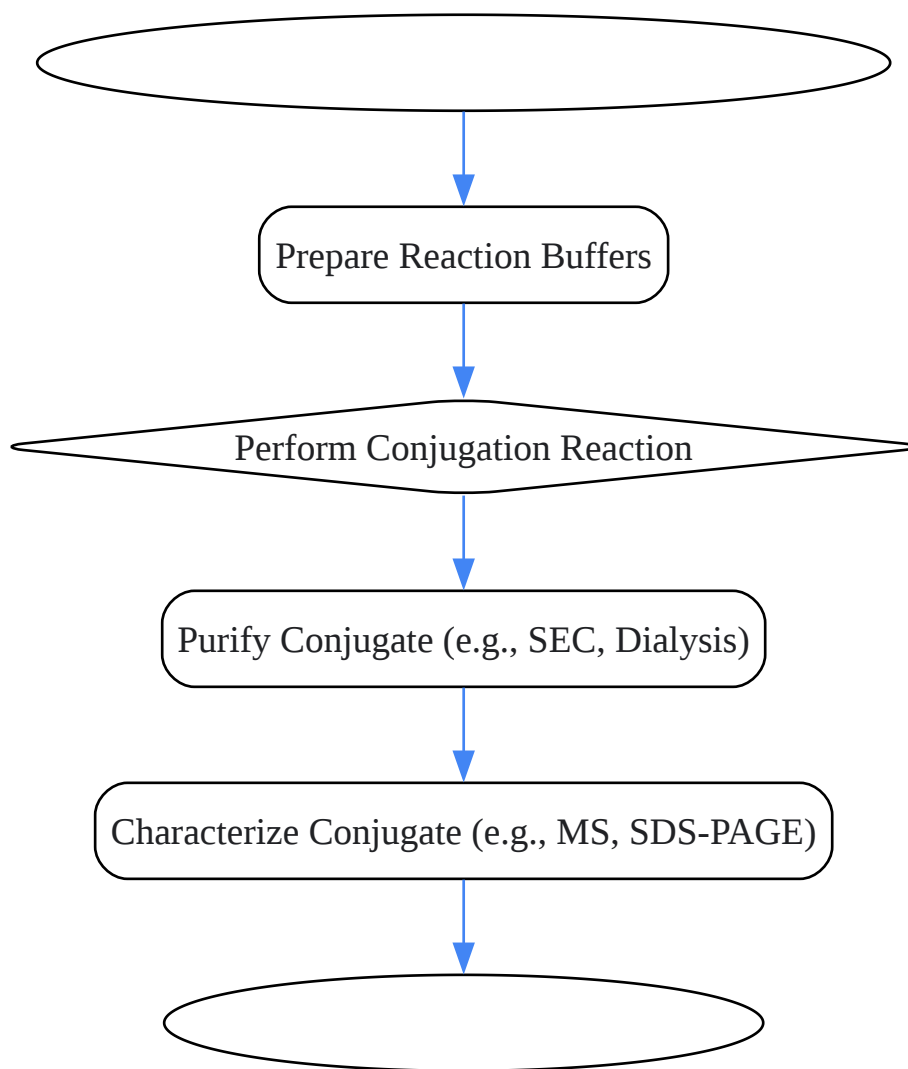 Prepare Reaction Buffers
Perform Conjugation Reaction
Purify Conjugate (e.g., SEC, Dialysis)
Characterize Conjugate (e.g., MS, SDS-PAGE)